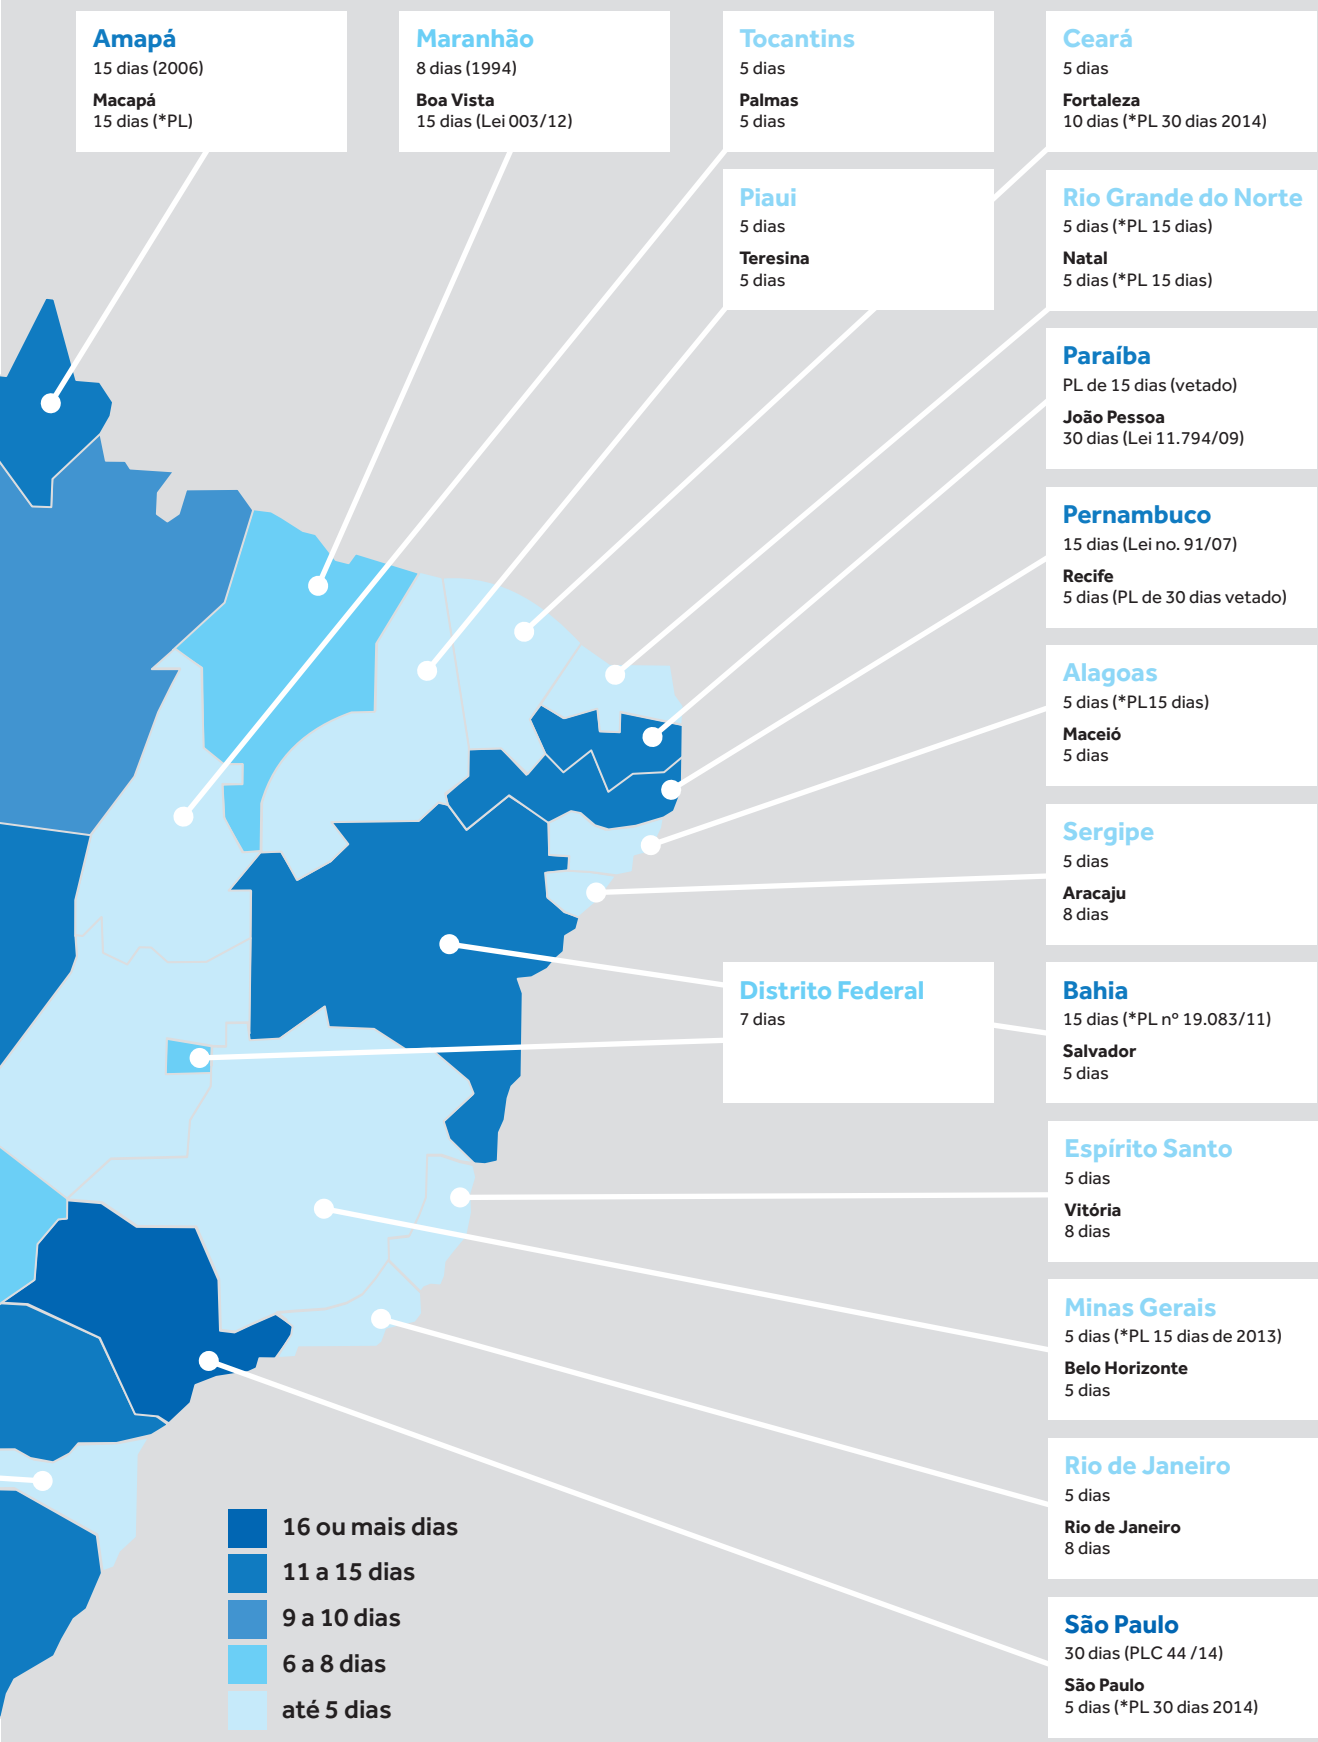 Amapá
15 dias (2006)
Macapá
15 dias (*PL)
Maranhão
8 dias (1994)
Boa Vista
15 dias (Lei 003/12)
Tocantins
5 dias
Palmas
5 dias
Ceará
5 dias
Fortaleza
10 dias (*PL 30 dias 2014)
Piaui
5 dias
Teresina
5 dias
Rio Grande do Norte
5 dias (*PL 15 dias)
Natal
5 dias (*PL 15 dias)
Paraíba
PL de 15 dias (vetado)
João Pessoa
30 dias (Lei 11.794/09)
Pernambuco
15 dias (Lei no. 91/07)
Recife
5 dias (PL de 30 dias vetado)
Alagoas
5 dias (*PL15 dias)
Maceió
5 dias
Sergipe
5 dias
Aracaju
8 dias
Distrito Federal
7 dias
Bahia
15 dias (*PL nº 19.083/11)
Salvador
5 dias
Espírito Santo
5 dias
Vitória
8 dias
Minas Gerais
5 dias (*PL 15 dias de 2013)
Belo Horizonte
5 dias
Rio de Janeiro
5 dias
Rio de Janeiro
8 dias
São Paulo
30 dias (PLC 44 /14)
São Paulo
5 dias (*PL 30 dias 2014)
16 ou mais dias
11 a 15 dias
9 a 10 dias
6 a 8 dias
até 5 dias